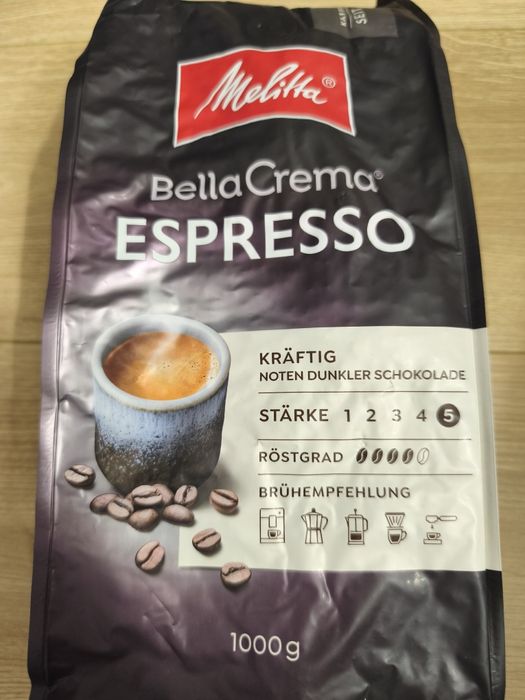 Melitta®
BellaCrema®
ESPRESSO
KRÄFTIG
NOTEN DUNKLER SCHOKOLADE
STÄRKE 1 2 3 4 5
RÖSTGRAD
BRÜHEMPFEHLUNG
1000g